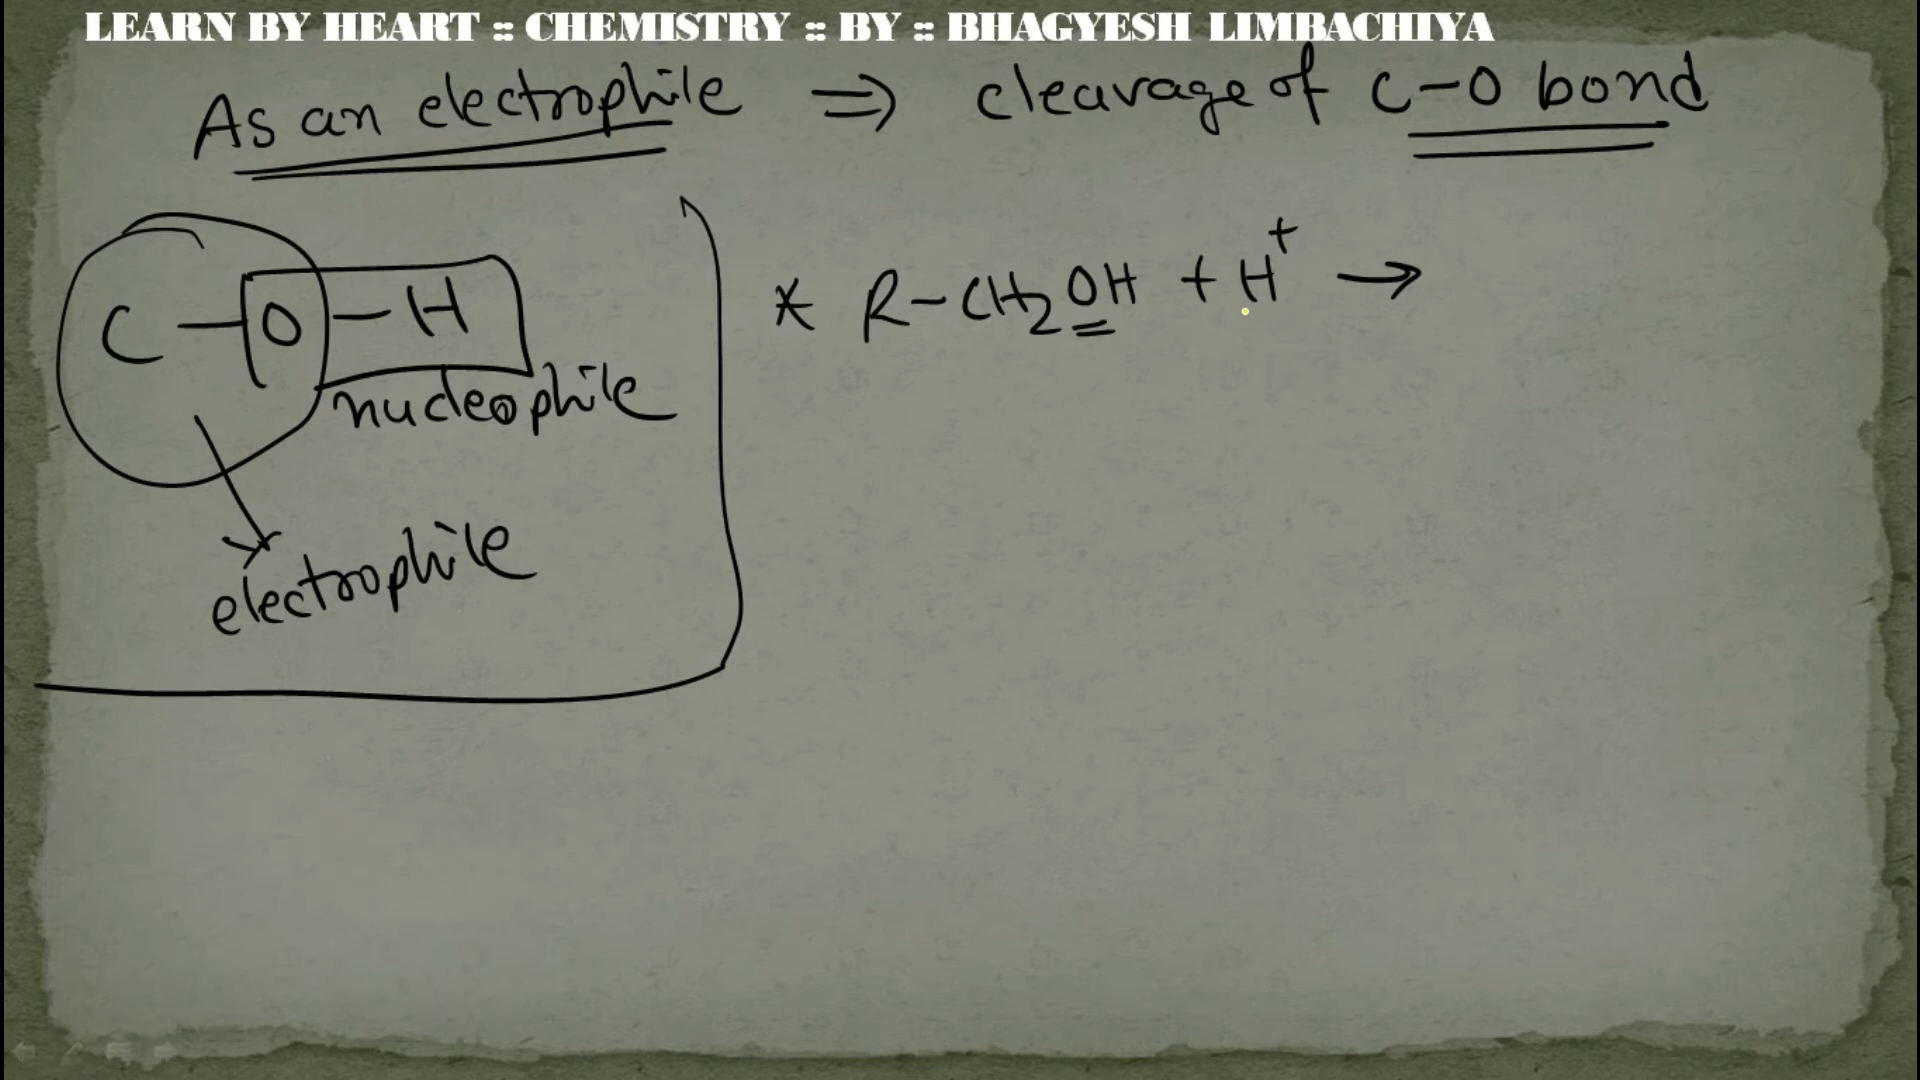 LEARN BY HEART :: CHEMISTRY :: BY :: BHAGYESH LIMBACHIYA
As an electrophile ⇒ cleavage of C-O bond
C-O-H
nucleophile
electrophile
* R-CH₂OH + H⁺ →